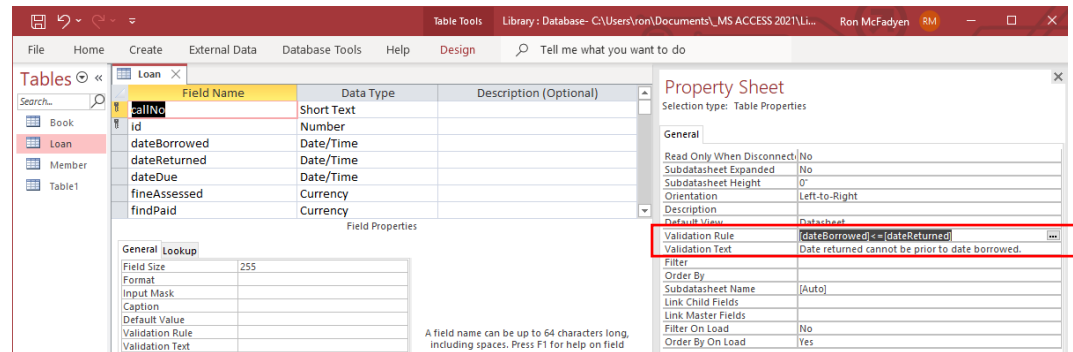 Table Tools Library : Database- C:\Users\ron\Documents\_MS ACCESS 2021\Li... Ron McFadyen RM
File Home Create External Data Database Tools Help Design Tell me what you want to do
Tables
Search...
Book
Loan
Member
Table1
Loan
Field Name Data Type Description (Optional)
callNo Short Text
id Number
dateBorrowed Date/Time
dateReturned Date/Time
dateDue Date/Time
fineAssessed Currency
findPaid Currency
Field Properties
General Lookup
Field Size 255
Format
Input Mask
Caption
Default Value
Validation Rule
Validation Text
A field name can be up to 64 characters long,
including spaces. Press F1 for help on field
Property Sheet
Selection type: Table Properties
General
Read Only When Disconnect No
Subdatasheet Expanded No
Subdatasheet Height 0"
Orientation Left-to-Right
Description
Default View Datasheet
Validation Rule [dateBorrowed]<=[dateReturned] ...
Validation Text Date returned cannot be prior to date borrowed.
Filter
Order By
Subdatasheet Name [Auto]
Link Child Fields
Link Master Fields
Filter On Load No
Order By On Load Yes